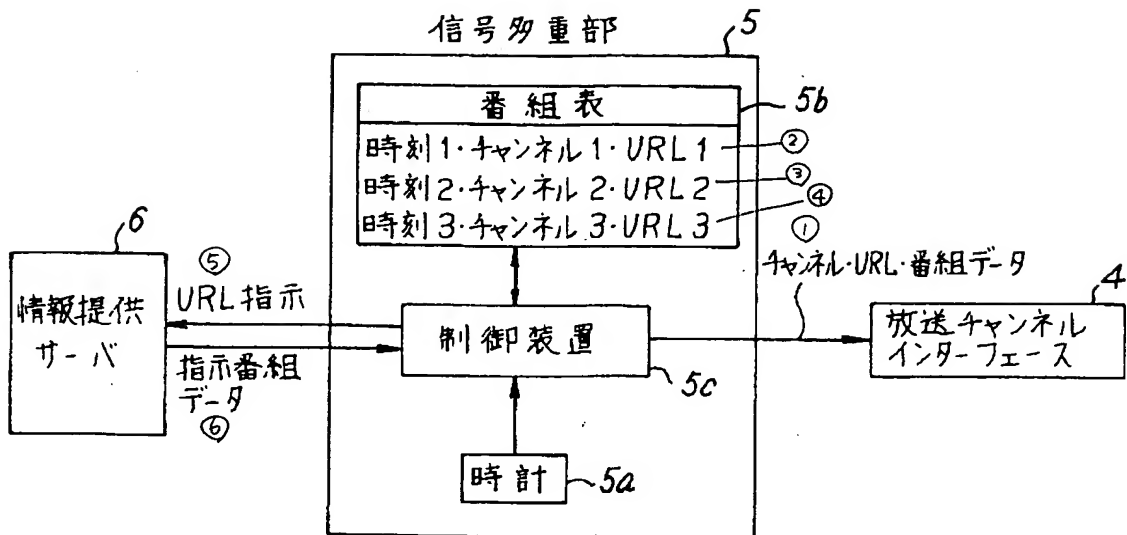 信号多重部
5
番組表
5b
時刻1・チャンネル1・URL1
②
時刻2・チャンネル2・URL2
③
時刻3・チャンネル3・URL3
④
①
チャンネル・URL・番組データ
6
⑤
URL指示
情報提供
サーバ
指示番組
データ
⑥
制御装置
5c
4
放送チャンネル
インターフェース
時計
5a